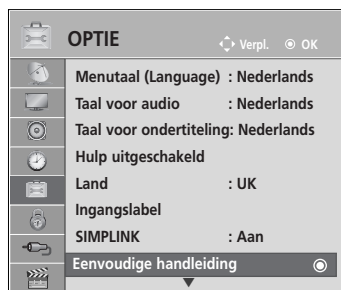 OPTIE Verpl. OK
Menutaal (Language) : Nederlands
Taal voor audio : Nederlands
Taal voor ondertiteling: Nederlands
Hulp uitgeschakeld
Land : UK
Ingangslabel
SIMPLINK : Aan
Eenvoudige handleiding